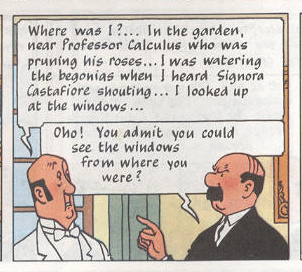 Where was I?... In the garden,
near Professor Calculus who was
pruning his roses... I was watering
the begonias when I heard Signora
Castafiore shouting... I looked up
at the windows...
Oho! You admit you could
see the windows
from where you
were?